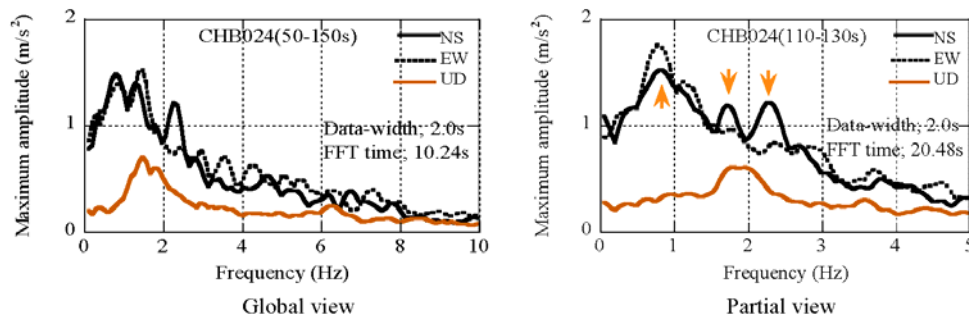 CHB024(50-150s)
NS
EW
UD
Data-width; 2.0s
FFT time; 10.24s
Maximum amplitude (m/s²)
2
1
0
0 2 4 6 8 10
Frequency (Hz)
Global view
CHB024(110-130s)
NS
EW
UD
Data-width; 2.0s
FFT time; 20.48s
Maximum amplitude (m/s²)
2
1
0
0 1 2 3 4 5
Frequency (Hz)
Partial view